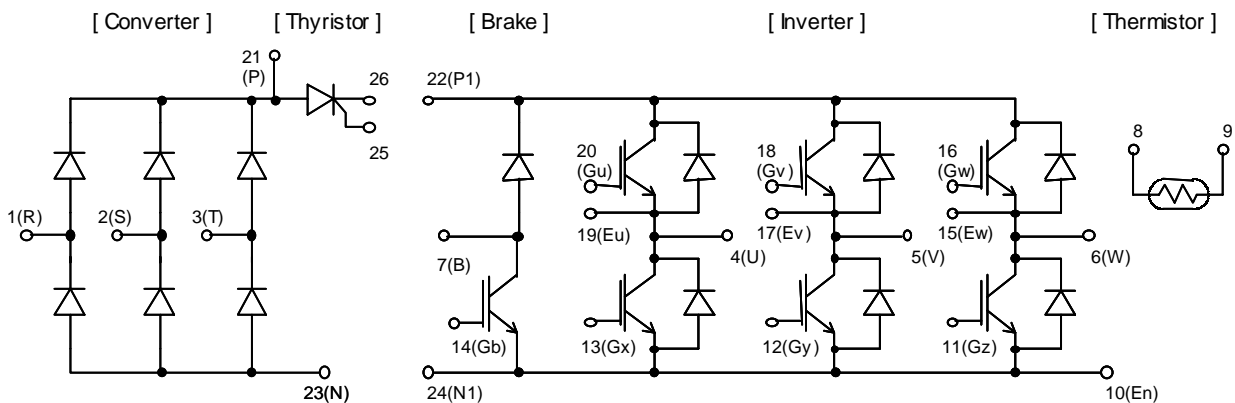 [ Converter ] [ Thyristor ] [ Brake ] [ Inverter ] [ Thermistor ]
21
(P)
26
22(P1)
25
20
(Gu)
18
(Gv)
16
(Gw)
8
9
1(R)
2(S)
3(T)
19(Eu)
17(Ev)
15(Ew)
7(B)
4(U)
5(V)
6(W)
14(Gb)
13(Gx)
12(Gy)
11(Gz)
23(N)
24(N1)
10(En)